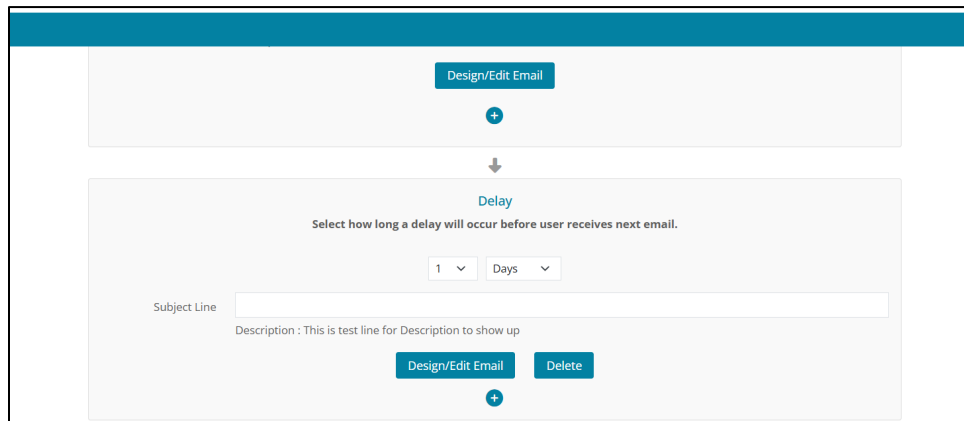 Design/Edit Email
Delay
Select how long a delay will occur before user receives next email.
1 Days
Subject Line
Description : This is test line for Description to show up
Design/Edit Email Delete